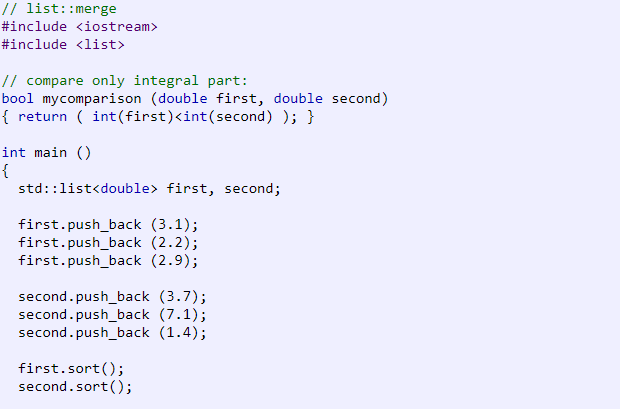 // list::merge
#include <iostream>
#include <list>

// compare only integral part:
bool mycomparison (double first, double second)
{ return ( int(first)<int(second) ); }

int main ()
{
  std::list<double> first, second;

  first.push_back (3.1);
  first.push_back (2.2);
  first.push_back (2.9);

  second.push_back (3.7);
  second.push_back (7.1);
  second.push_back (1.4);

  first.sort();
  second.sort();